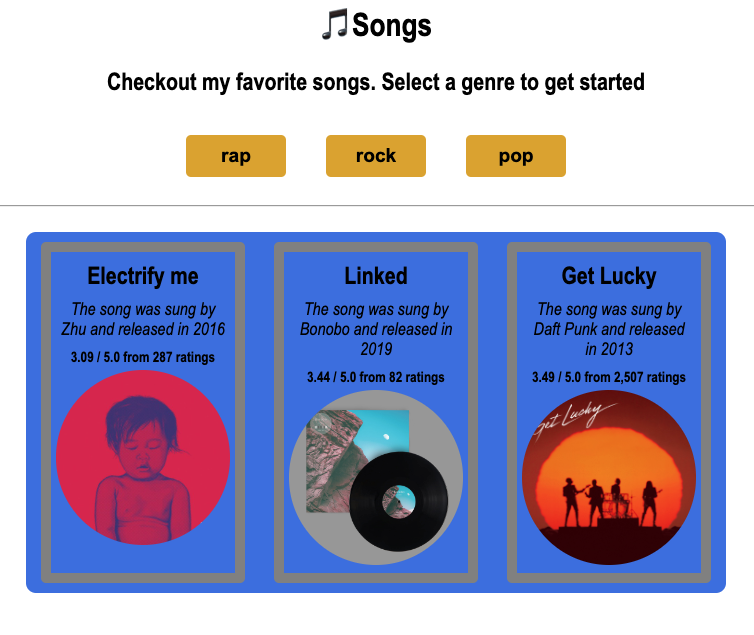 🎵Songs
Checkout my favorite songs. Select a genre to get started
rap
rock
pop
Electrify me
The song was sung by
Zhu and released in 2016
3.09 / 5.0 from 287 ratings
Linked
The song was sung by
Bonobo and released in
2019
3.44 / 5.0 from 82 ratings
Get Lucky
The song was sung by
Daft Punk and released
in 2013
3.49 / 5.0 from 2,507 ratings
Get Lucky